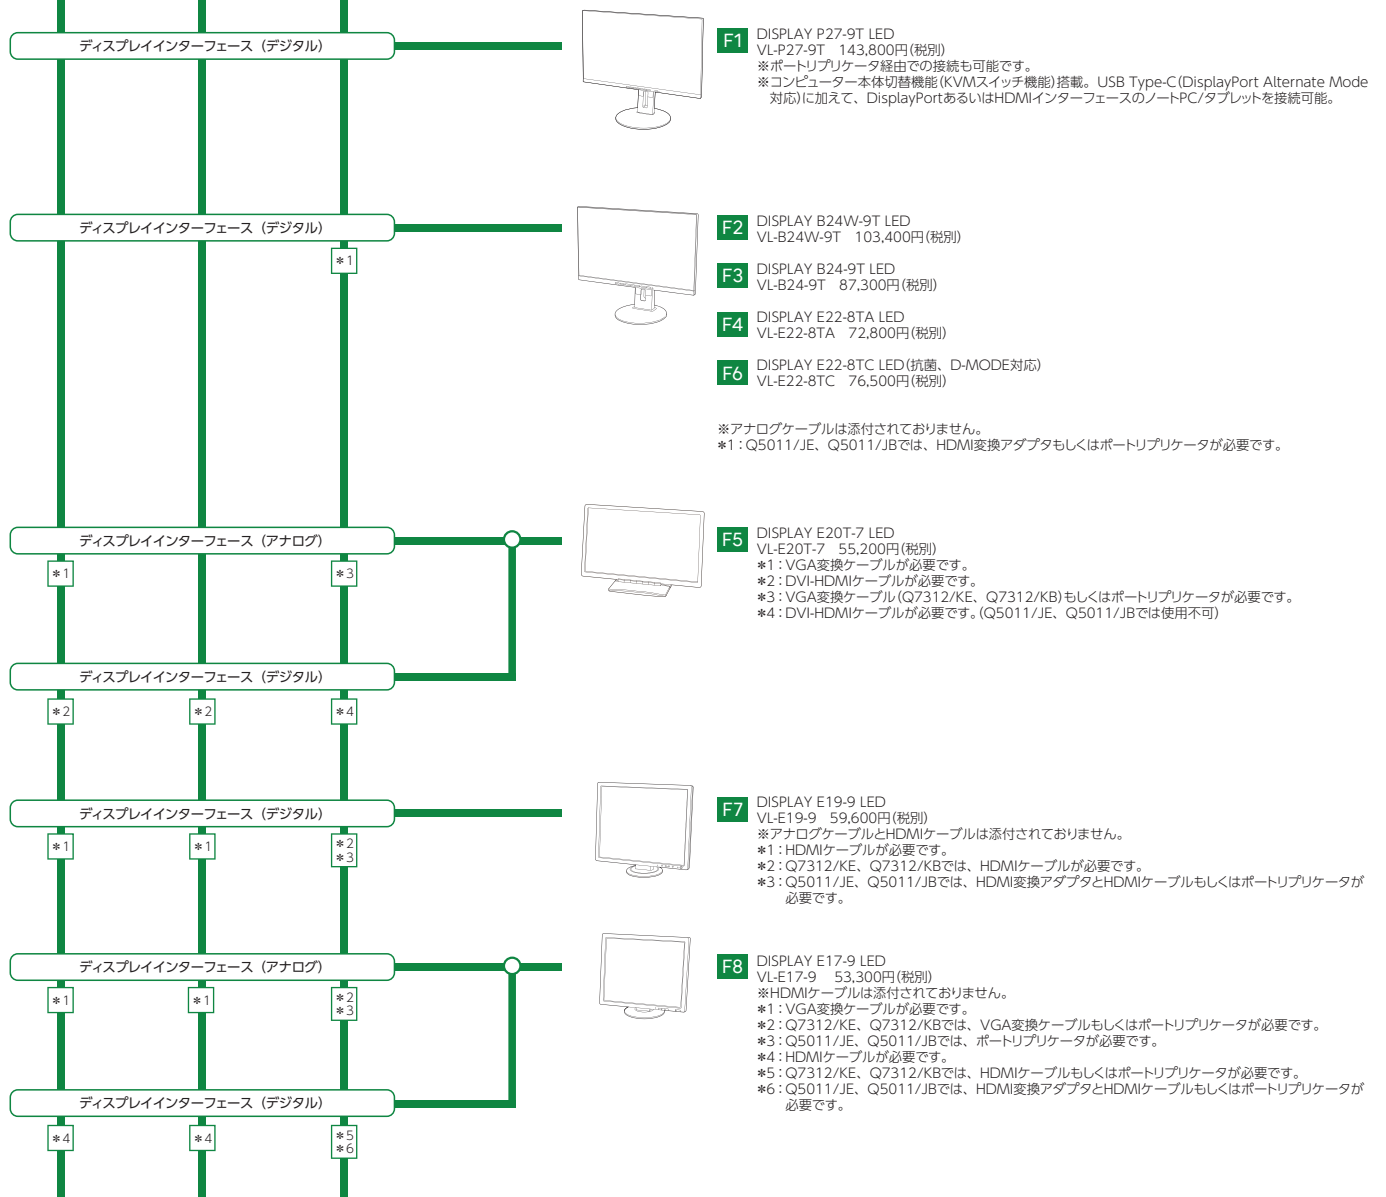 ディスプレイインターフェース（デジタル）
F1
DISPLAY P27-9T LED
VL-P27-9T 143,800円(税別)
※ポートリプリケータ経由での接続も可能です。
※コンピューター本体切替機能(KVMスイッチ機能)搭載。USB Type-C(DisplayPort Alternate Mode
対応)に加えて、DisplayPortあるいはHDMIインターフェースのノートPC/タブレットを接続可能。
ディスプレイインターフェース（デジタル）
*1
F2
DISPLAY B24W-9T LED
VL-B24W-9T 103,400円(税別)
F3
DISPLAY B24-9T LED
VL-B24-9T 87,300円(税別)
F4
DISPLAY E22-8TA LED
VL-E22-8TA 72,800円(税別)
F6
DISPLAY E22-8TC LED(抗菌、D-MODE対応)
VL-E22-8TC 76,500円(税別)
※アナログケーブルは添付されておりません。
*1：Q5011/JE、Q5011/JBでは、HDMI変換アダプタもしくはポートリプリケータが必要です。
ディスプレイインターフェース（アナログ）
*1
*3
F5
DISPLAY E20T-7 LED
VL-E20T-7 55,200円(税別)
*1：VGA変換ケーブルが必要です。
*2：DVI-HDMIケーブルが必要です。
*3：VGA変換ケーブル(Q7312/KE、Q7312/KB)もしくはポートリプリケータが必要です。
*4：DVI-HDMIケーブルが必要です。(Q5011/JE、Q5011/JBでは使用不可)
ディスプレイインターフェース（デジタル）
*2
*2
*4
ディスプレイインターフェース（デジタル）
*1
*1
*2
*3
F7
DISPLAY E19-9 LED
VL-E19-9 59,600円(税別)
※アナログケーブルとHDMIケーブルは添付されておりません。
*1：HDMIケーブルが必要です。
*2：Q7312/KE、Q7312/KBでは、HDMIケーブルが必要です。
*3：Q5011/JE、Q5011/JBでは、HDMI変換アダプタとHDMIケーブルもしくはポートリプリケータが
必要です。
ディスプレイインターフェース（アナログ）
*1
*1
*2
*3
F8
DISPLAY E17-9 LED
VL-E17-9 53,300円(税別)
※HDMIケーブルは添付されておりません。
*1：VGA変換ケーブルが必要です。
*2：Q7312/KE、Q7312/KBでは、VGA変換ケーブルもしくはポートリプリケータが必要です。
*3：Q5011/JE、Q5011/JBでは、ポートリプリケータが必要です。
*4：HDMIケーブルが必要です。
*5：Q7312/KE、Q7312/KBでは、HDMIケーブルもしくはポートリプリケータが必要です。
*6：Q5011/JE、Q5011/JBでは、HDMI変換アダプタとHDMIケーブルもしくはポートリプリケータが
必要です。
ディスプレイインターフェース（デジタル）
*4
*4
*5
*6